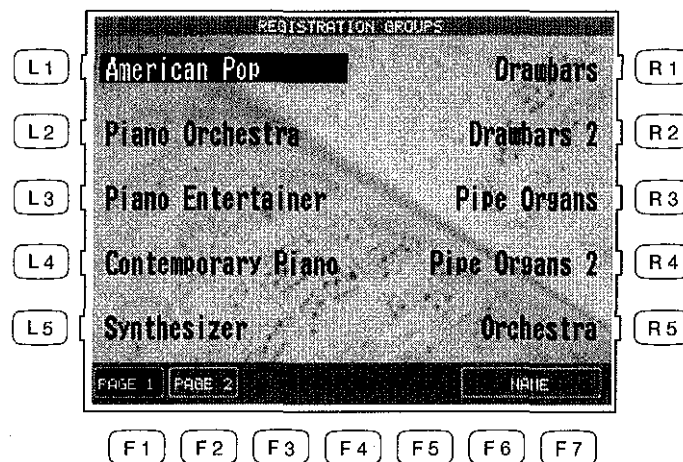 REGISTRATION GROUPS
L1 American Pop Drawbars R1
L2 Piano Orchestra Drawbars 2 R2
L3 Piano Entertainer Pipe Organs R3
L4 Contemporary Piano Pipe Organs 2 R4
L5 Synthesizer Orchestra R5
PAGE 1 PAGE 2 NAME
F1 F2 F3 F4 F5 F6 F7